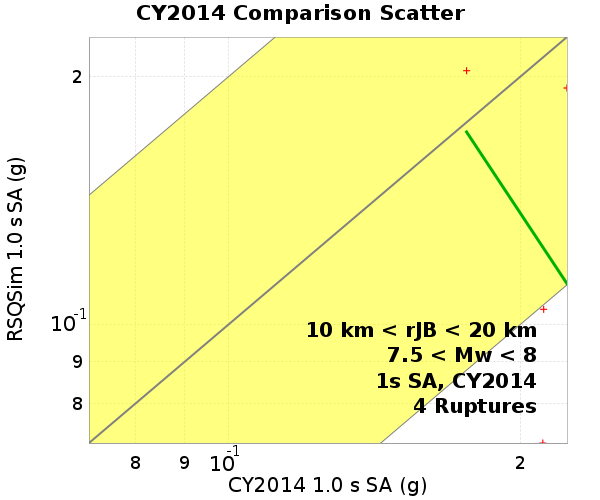 CY2014 Comparison Scatter
RSQSim 1.0 s SA (g)
2
10-1
9
8
10 km < rJB < 20 km
7.5 < Mw < 8
1s SA, CY2014
4 Ruptures
8 9 10-1 2
CY2014 1.0 s SA (g)